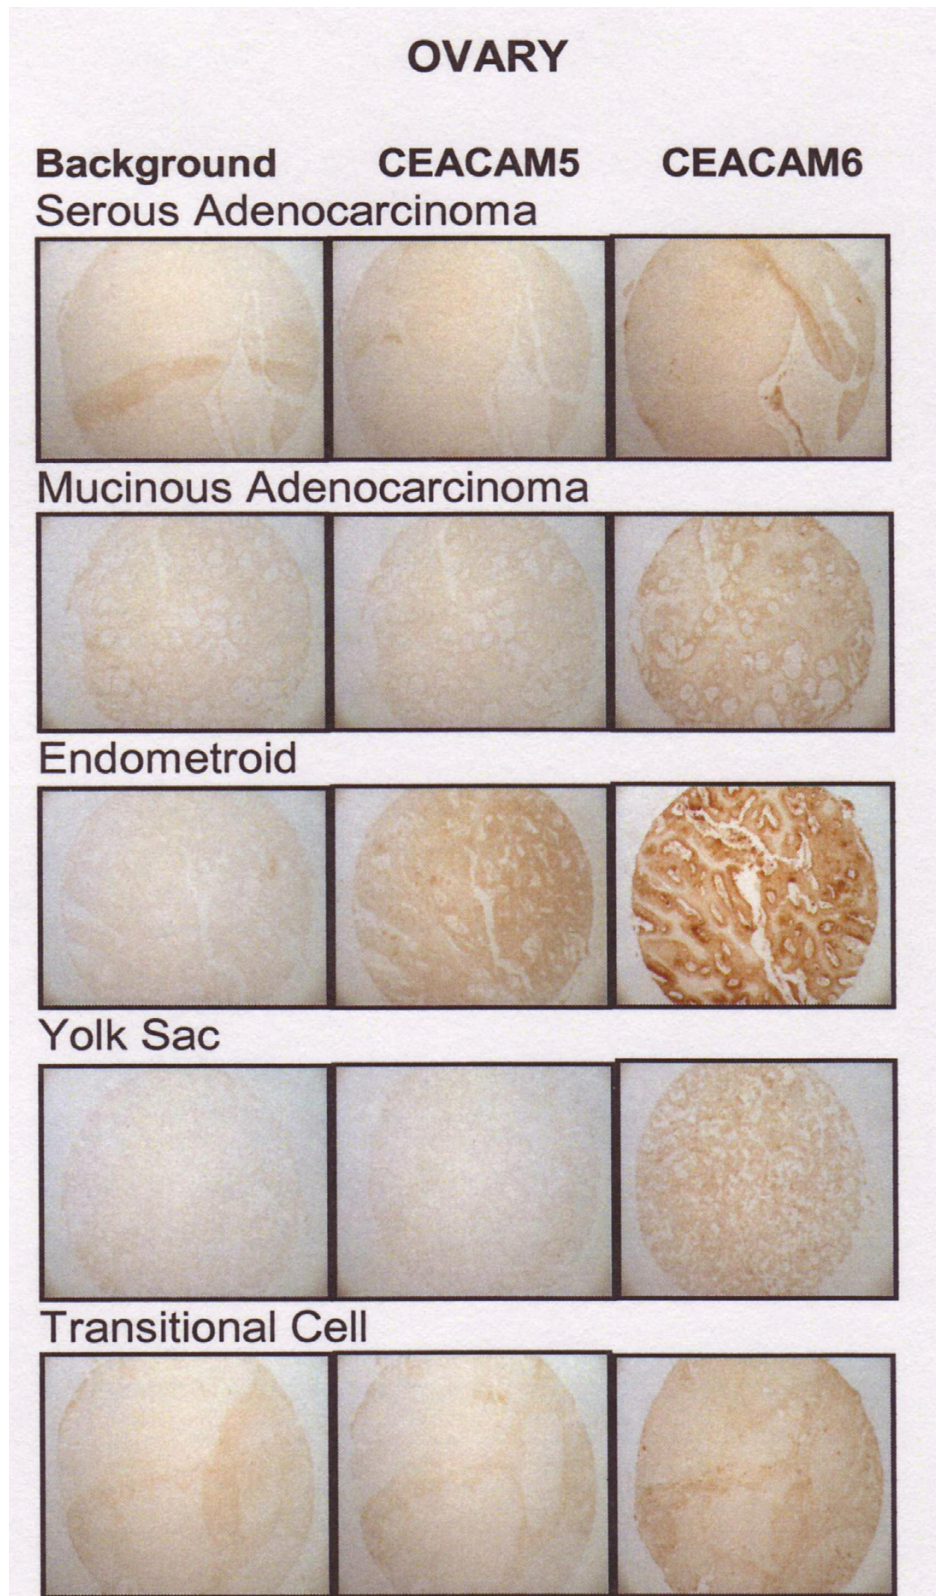 OVARY
Background CEACAM5 CEACAM6
Serous Adenocarcinoma
Mucinous Adenocarcinoma
Endometroid
Yolk Sac
Transitional Cell